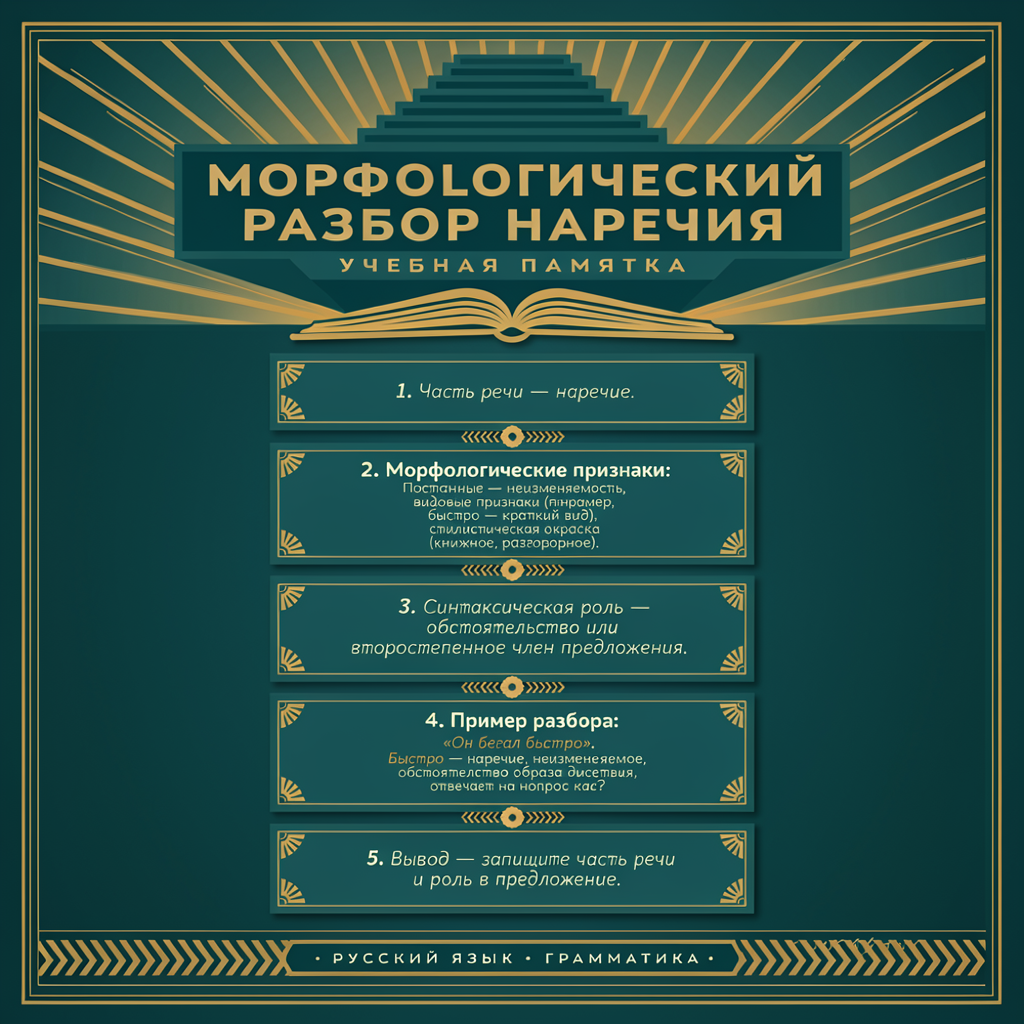 МОРФОLОГИЧЕСКИЙ
РАЗБОР НАРЕЧИЯ
УЧЕБНАЯ ПАМЯТКА
1. Часть речи — наречие.
2. Морфологические признаки:
Постанные — неизменяемость,
видовые признаки (пнрамер,
быстро — краткий вид),
стилистическая окраска
(книжное, разгорорное).
3. Синтаксическая роль —
обстоятельство или
второстепенное член предложения.
4. Пример разбора:
«Он бегал быстро».
Быстро — наречие, неизменеяемое,
обстоятелство образа дисетвия,
отвечает на нопрос кас?
5. Вывод — запищите часть речи
и роль в предложение.
• РУССКИЙ ЯЗЫК • ГРАММАТИКА •